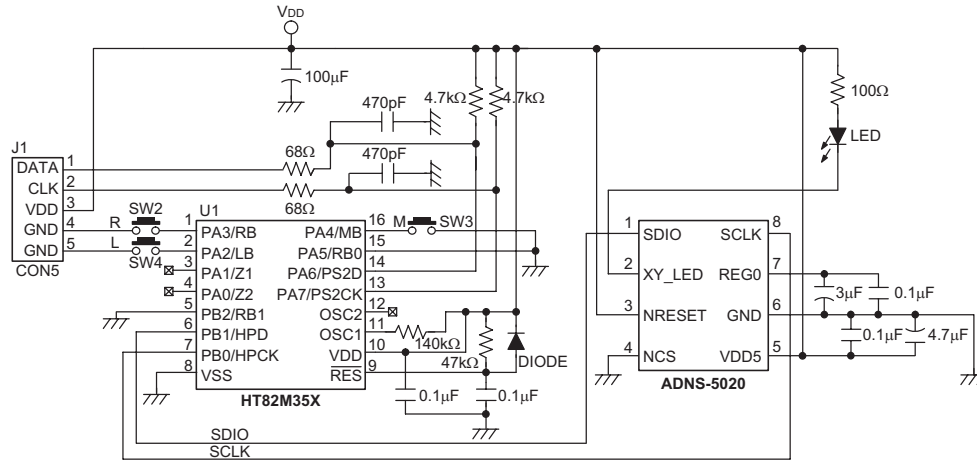 VDD
100μF
470pF
4.7kΩ
4.7kΩ
100Ω
LED
J1
DATA 1
CLK 2
VDD 3
GND 4
GND 5
CON5
68Ω
470pF
68Ω
R
SW2
L
SW4
U1
1 PA3/RB
2 PA2/LB
3 PA1/Z1
4 PA0/Z2
5 PB2/RB1
6 PB1/HPD
7 PB0/HPCK
8 VSS
PA4/MB 16
PA5/RB0 15
PA6/PS2D 14
PA7/PS2CK 13
OSC2 12
OSC1 11
VDD 10
RES 9
HT82M35X
M
SW3
140kΩ
47kΩ
DIODE
0.1μF
0.1μF
SDIO
SCLK
1 SDIO
2 XY_LED
3 NRESET
4 NCS
SCLK 8
REG0 7
GND 6
VDD5 5
ADNS-5020
3μF
0.1μF
0.1μF
4.7μF